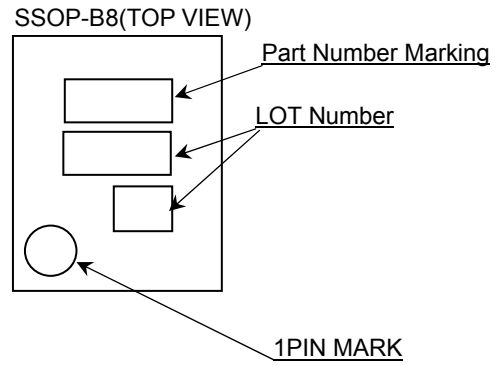 SSOP-B8(TOP VIEW)
Part Number Marking
LOT Number
1PIN MARK